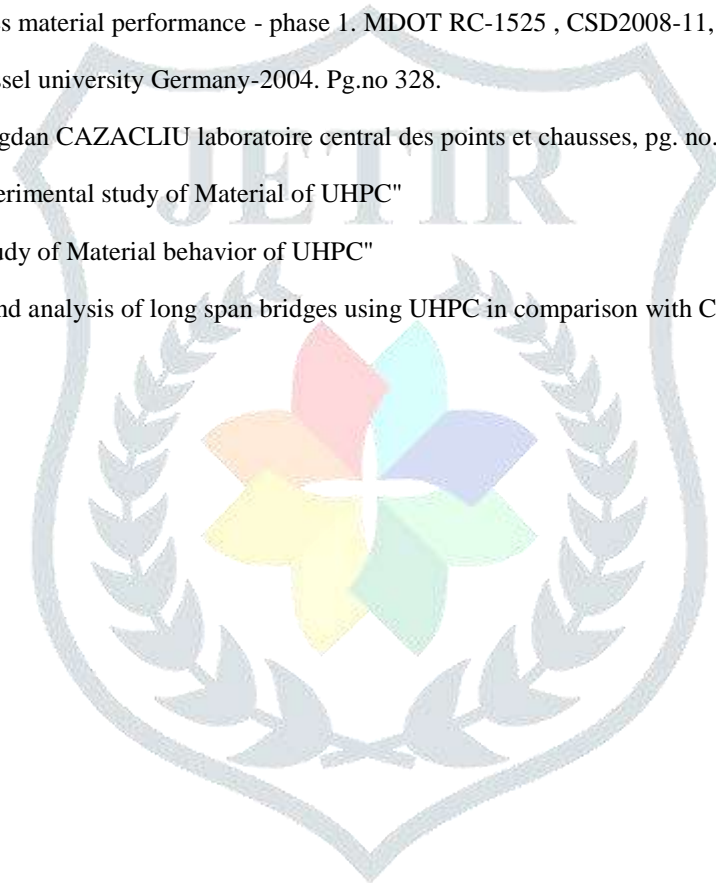 JETIR
s material performance - phase 1. MDOT RC-1525 , CSD2008-11,
ssel university Germany-2004. Pg.no 328.
gdan CAZACLIU laboratoire central des points et chausses, pg. no.
erimental study of Material of UHPC"
udy of Material behavior of UHPC"
nd analysis of long span bridges using UHPC in comparison with C